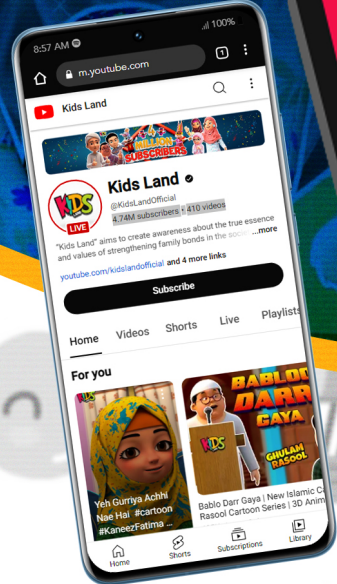 8:57 AM
100%
m.youtube.com
1
Kids Land
4
MILLION
SUBSCRIBERS
KIDS
LIVE
Kids Land
@KidsLandOfficial
4.74M subscribers 410 videos
"Kids Land" aims to create awareness about the true essence
and values of strengthening family bonds in the ...more
youtube.com/kidslandofficial and 4 more links
Subscribe
Home Videos Shorts Live Playlists
For you
KIDS
Yeh Gurriya Achhi
Nae Hai #cartoon
#KaneezFatima ...
BABLOO
DARR
GAYA
KIDS
GHULAM
RASOOL
Bablo Darr Gaya | New Islamic
Rasool Cartoon Series | 3D
Home Shorts Subscriptions Library